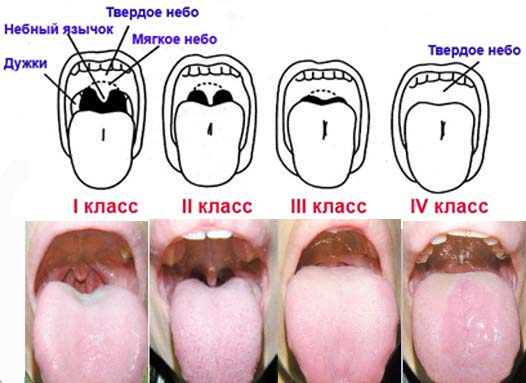 Твердое небо
Небный язычок
Мягкое небо
Дужки
Твердое небо
I класс
II класс
III класс
IV класс